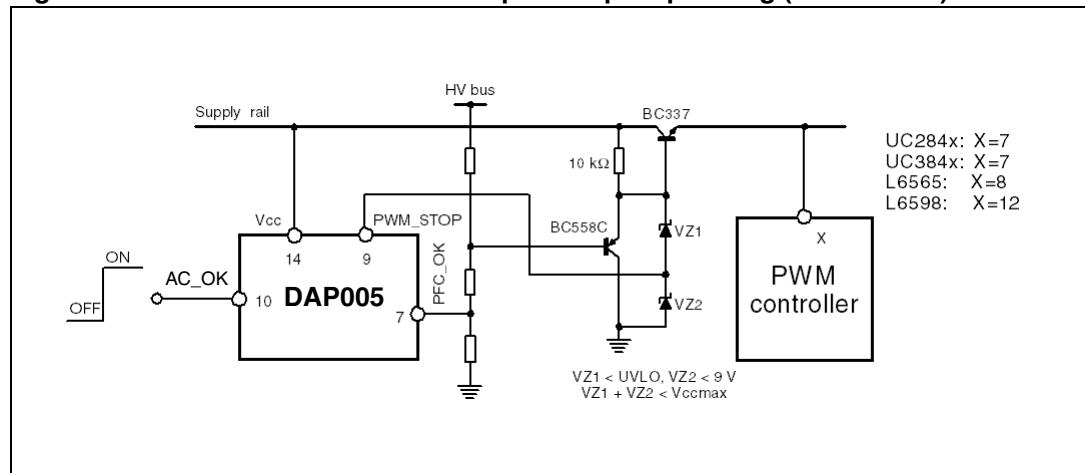 HV bus
Supply rail
BC337
UC284x: X=7
UC384x: X=7
L6565: X=8
L6598: X=12
10 kΩ
Vcc
PWM_STOP
BC558C
VZ1
14
9
PFC_OK
X
ON
AC_OK
OFF
10
DAP005
7
VZ2
PWM
controller
VZ1 < UVLO, VZ2 < 9 V
VZ1 + VZ2 < Vccmax